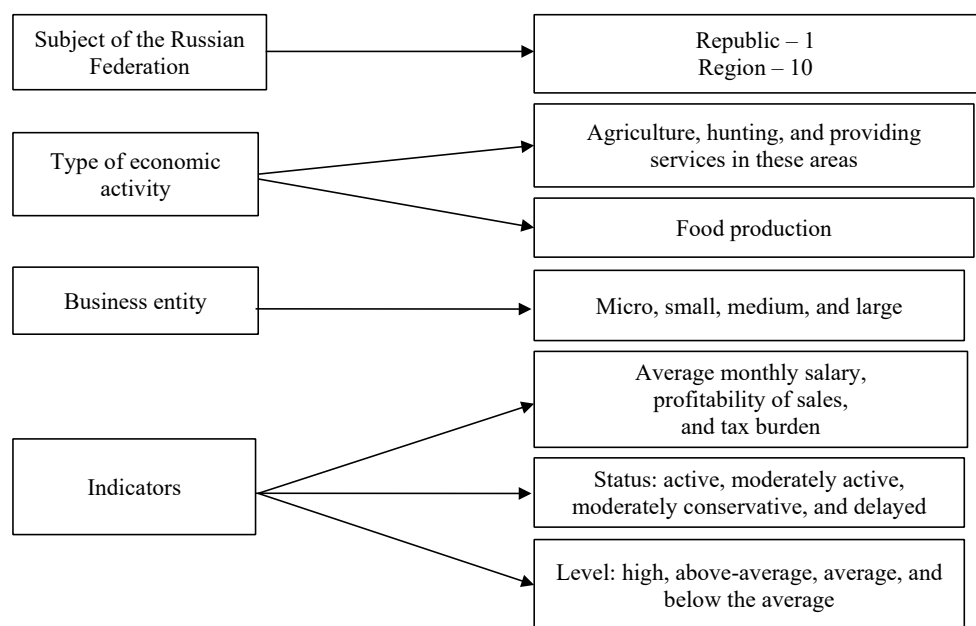 Subject of the Russian
Federation
Republic – 1
Region – 10
Type of economic
activity
Agriculture, hunting, and providing
services in these areas
Food production
Business entity
Micro, small, medium, and large
Indicators
Average monthly salary,
profitability of sales,
and tax burden
Status: active, moderately active,
moderately conservative, and delayed
Level: high, above-average, average, and
below the average